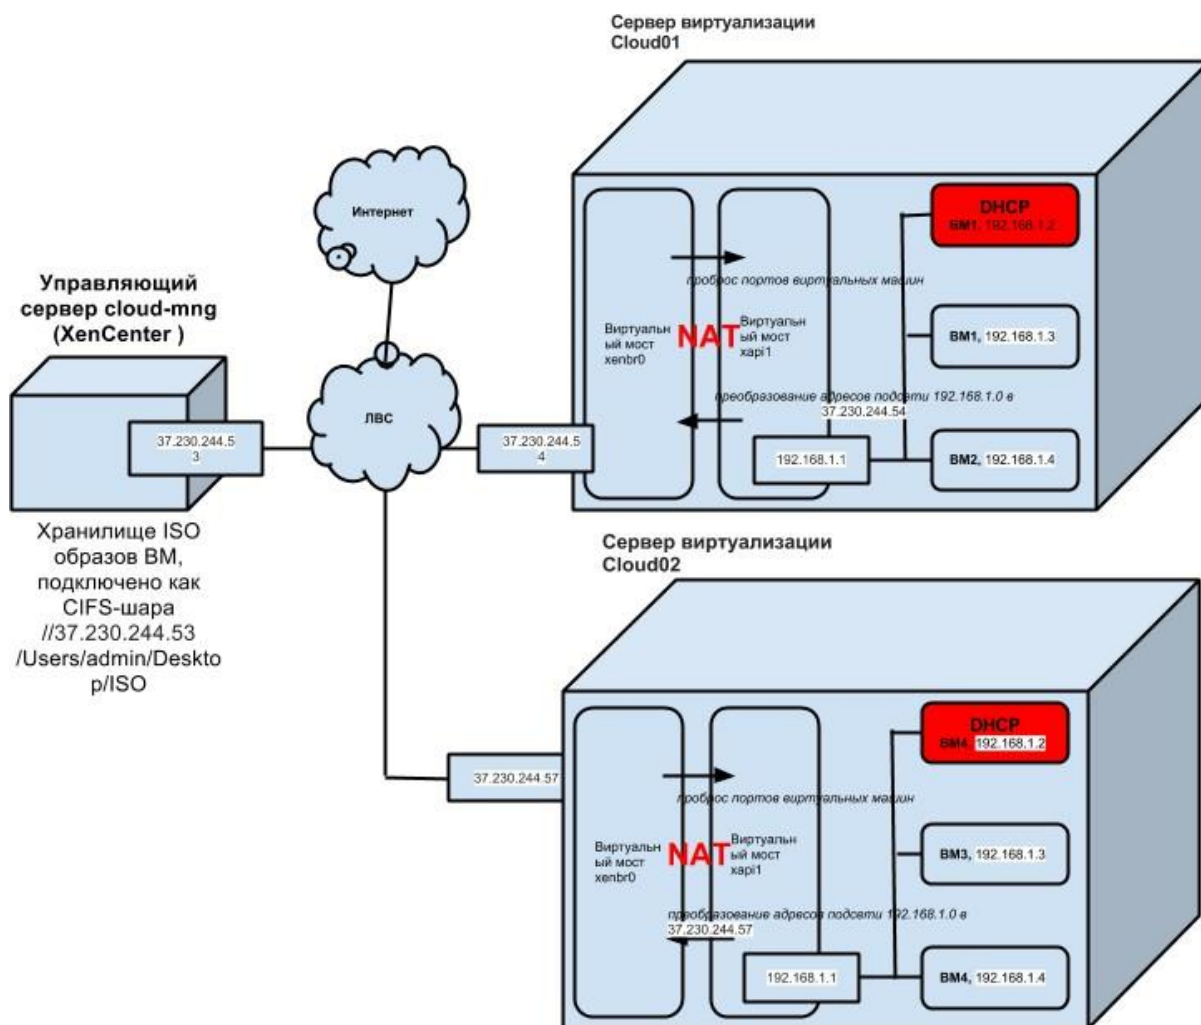 Сервер виртуализации
Cloud01
Интернет
Управляющий
сервер cloud-mng
(XenCenter )
37.230.244.5
3
ЛВС
37.230.244.5
4
Хранилище ISO
образов ВМ,
подключено как
CIFS-шара
//37.230.244.53
/Users/admin/Deskto
p/ISO
DHCP
ВМ1, 192.168.1.2
проброс портов виртуальных машин
Виртуальн
ый мост
xenbr0
NAT
Виртуальн
ый мост
xapi1
ВМ1, 192.168.1.3
преобразование адресов подсети 192.168.1.0 в
37.230.244.54
192.168.1.1
ВМ2, 192.168.1.4
Сервер виртуализации
Cloud02
37.230.244.57
DHCP
ВМ4, 192.168.1.2
проброс портов виртуальных машин
Виртуальн
ый мост
xenbr0
NAT
Виртуальн
ый мост
xapi1
ВМ3, 192.168.1.3
преобразование адресов подсети 192.168.1.0 в
37.230.244.57
192.168.1.1
ВМ4, 192.168.1.4